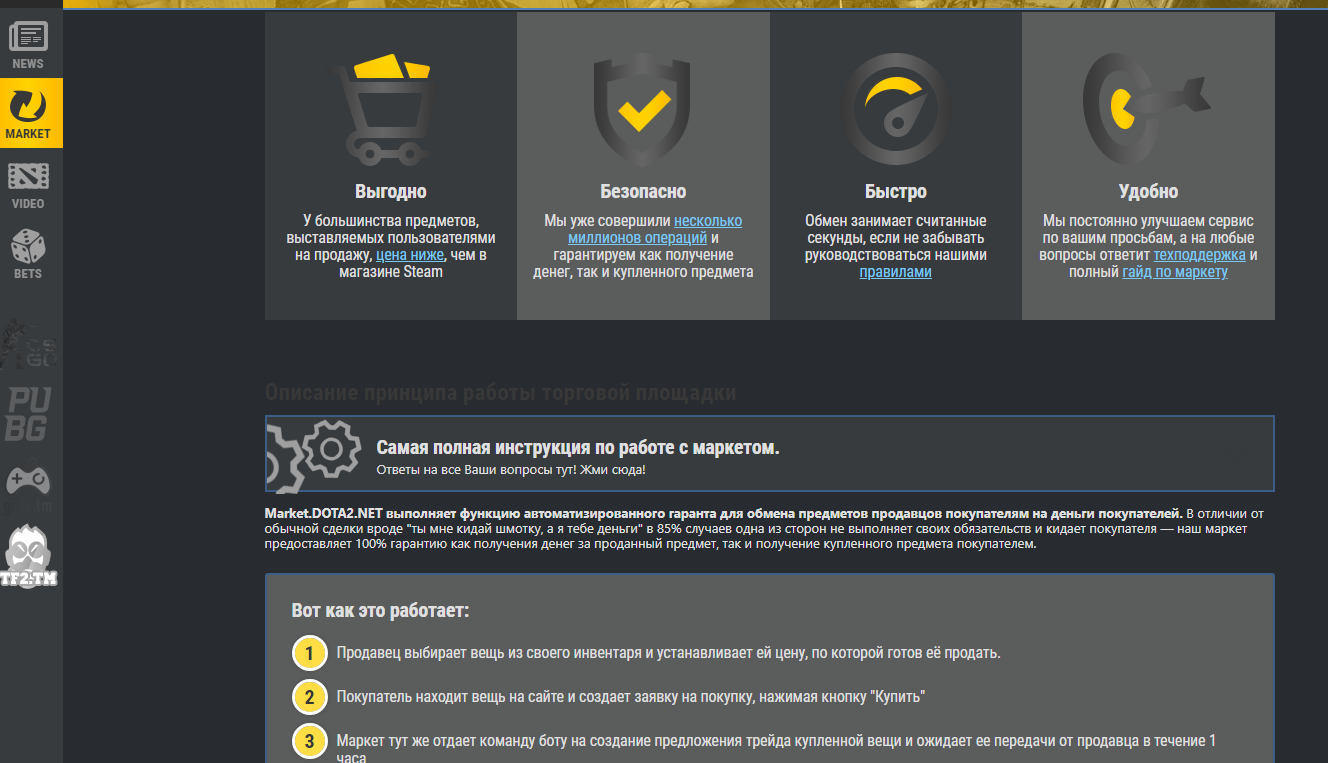 NEWS
MARKET
VIDEO
BETS
CS
GO
PU
BG
TF2.TM
Выгодно
У большинства предметов,
выставляемых пользователями
на продажу, цена ниже, чем в
магазине Steam
Безопасно
Мы уже совершили несколько
миллионов операций и
гарантируем как получение
денег, так и купленного предмета
Быстро
Обмен занимает считанные
секунды, если не забывать
руководствоваться нашими
правилами
Удобно
Мы постоянно улучшаем сервис
по вашим просьбам, а на любые
вопросы ответит техподдержка и
полный гайд по маркету
Описание принципа работы торговой площадки
Самая полная инструкция по работе с маркетом.
Ответы на все Ваши вопросы тут! Жми сюда!
Market.DOTA2.NET выполняет функцию автоматизированного гаранта для обмена предметов продавцов покупателям на деньги покупателей. В отличии от
обычной сделки вроде "ты мне кидай шмотку, а я тебе деньги" в 85% случаев одна из сторон не выполняет своих обязательств и кидает покупателя — наш маркет
предоставляет 100% гарантию как получения денег за проданный предмет, так и получение купленного предмета покупателем.
Вот как это работает:
1 Продавец выбирает вещь из своего инвентаря и устанавливает ей цену, по которой готов её продать.
2 Покупатель находит вещь на сайте и создает заявку на покупку, нажимая кнопку "Купить"
3 Маркет тут же отдает команду боту на создание предложения трейда купленной вещи и ожидает ее передачи от продавца в течение 1
часа